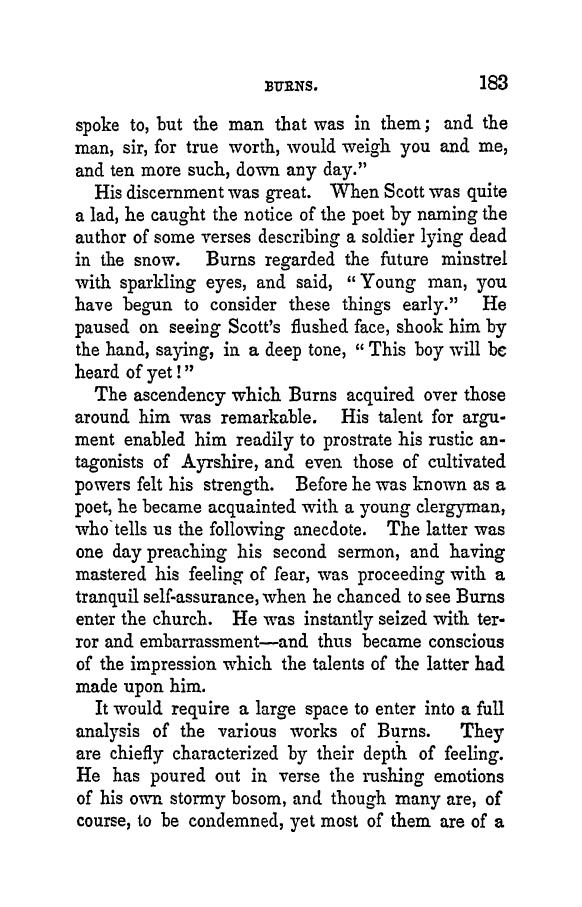 BURNS. 183
spoke to, but the man that was in them; and the
man, sir, for true worth, would weigh you and me,
and ten more such, down any day."
His discernment was great. When Scott was quite
a lad, he caught the notice of the poet by naming the
author of some verses describing a soldier lying dead
in the snow. Burns regarded the future minstrel
with sparkling eyes, and said, "Young man, you
have begun to consider these things early." He
paused on seeing Scott's flushed face, shook him by
the hand, saying, in a deep tone, "This boy will be
heard of yet!"
The ascendency which Burns acquired over those
around him was remarkable. His talent for argu-
ment enabled him readily to prostrate his rustic an-
tagonists of Ayrshire, and even those of cultivated
powers felt his strength. Before he was known as a
poet, he became acquainted with a young clergyman,
who tells us the following anecdote. The latter was
one day preaching his second sermon, and having
mastered his feeling of fear, was proceeding with a
tranquil self-assurance, when he chanced to see Burns
enter the church. He was instantly seized with ter-
ror and embarrassment—and thus became conscious
of the impression which the talents of the latter had
made upon him.
It would require a large space to enter into a full
analysis of the various works of Burns. They
are chiefly characterized by their depth of feeling.
He has poured out in verse the rushing emotions
of his own stormy bosom, and though many are, of
course, to be condemned, yet most of them are of a